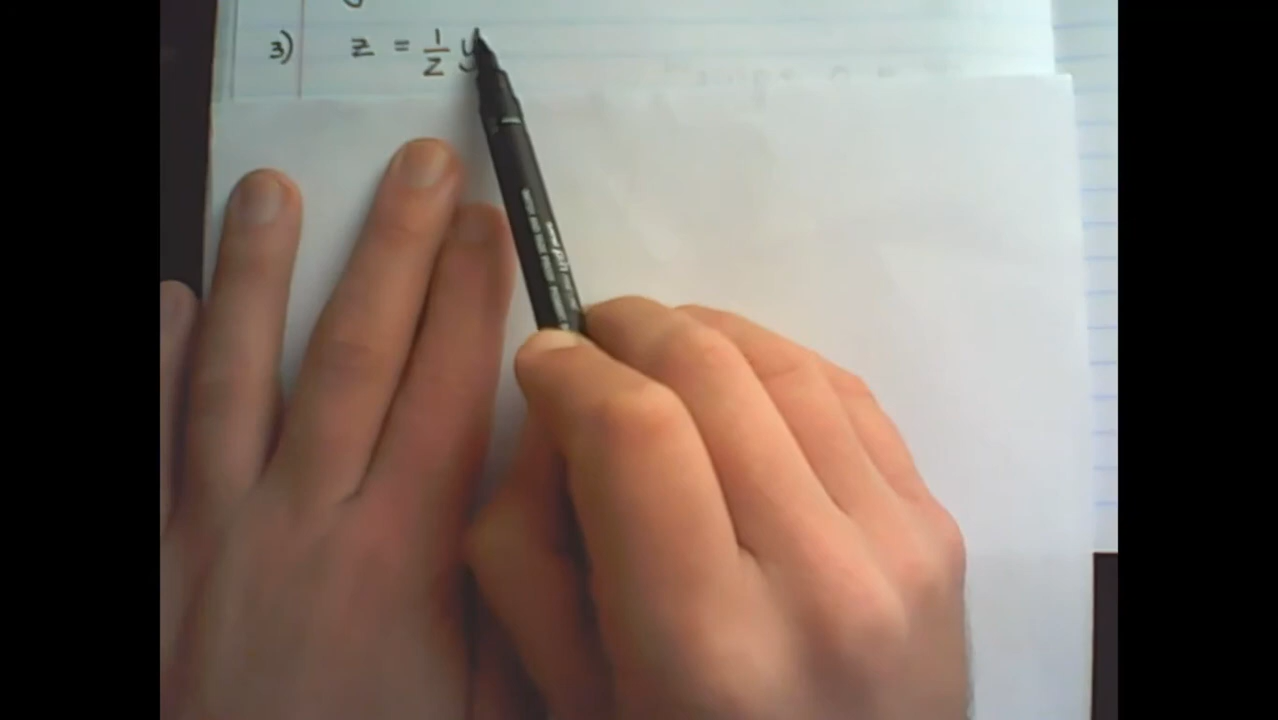 3) z = 1/2 y